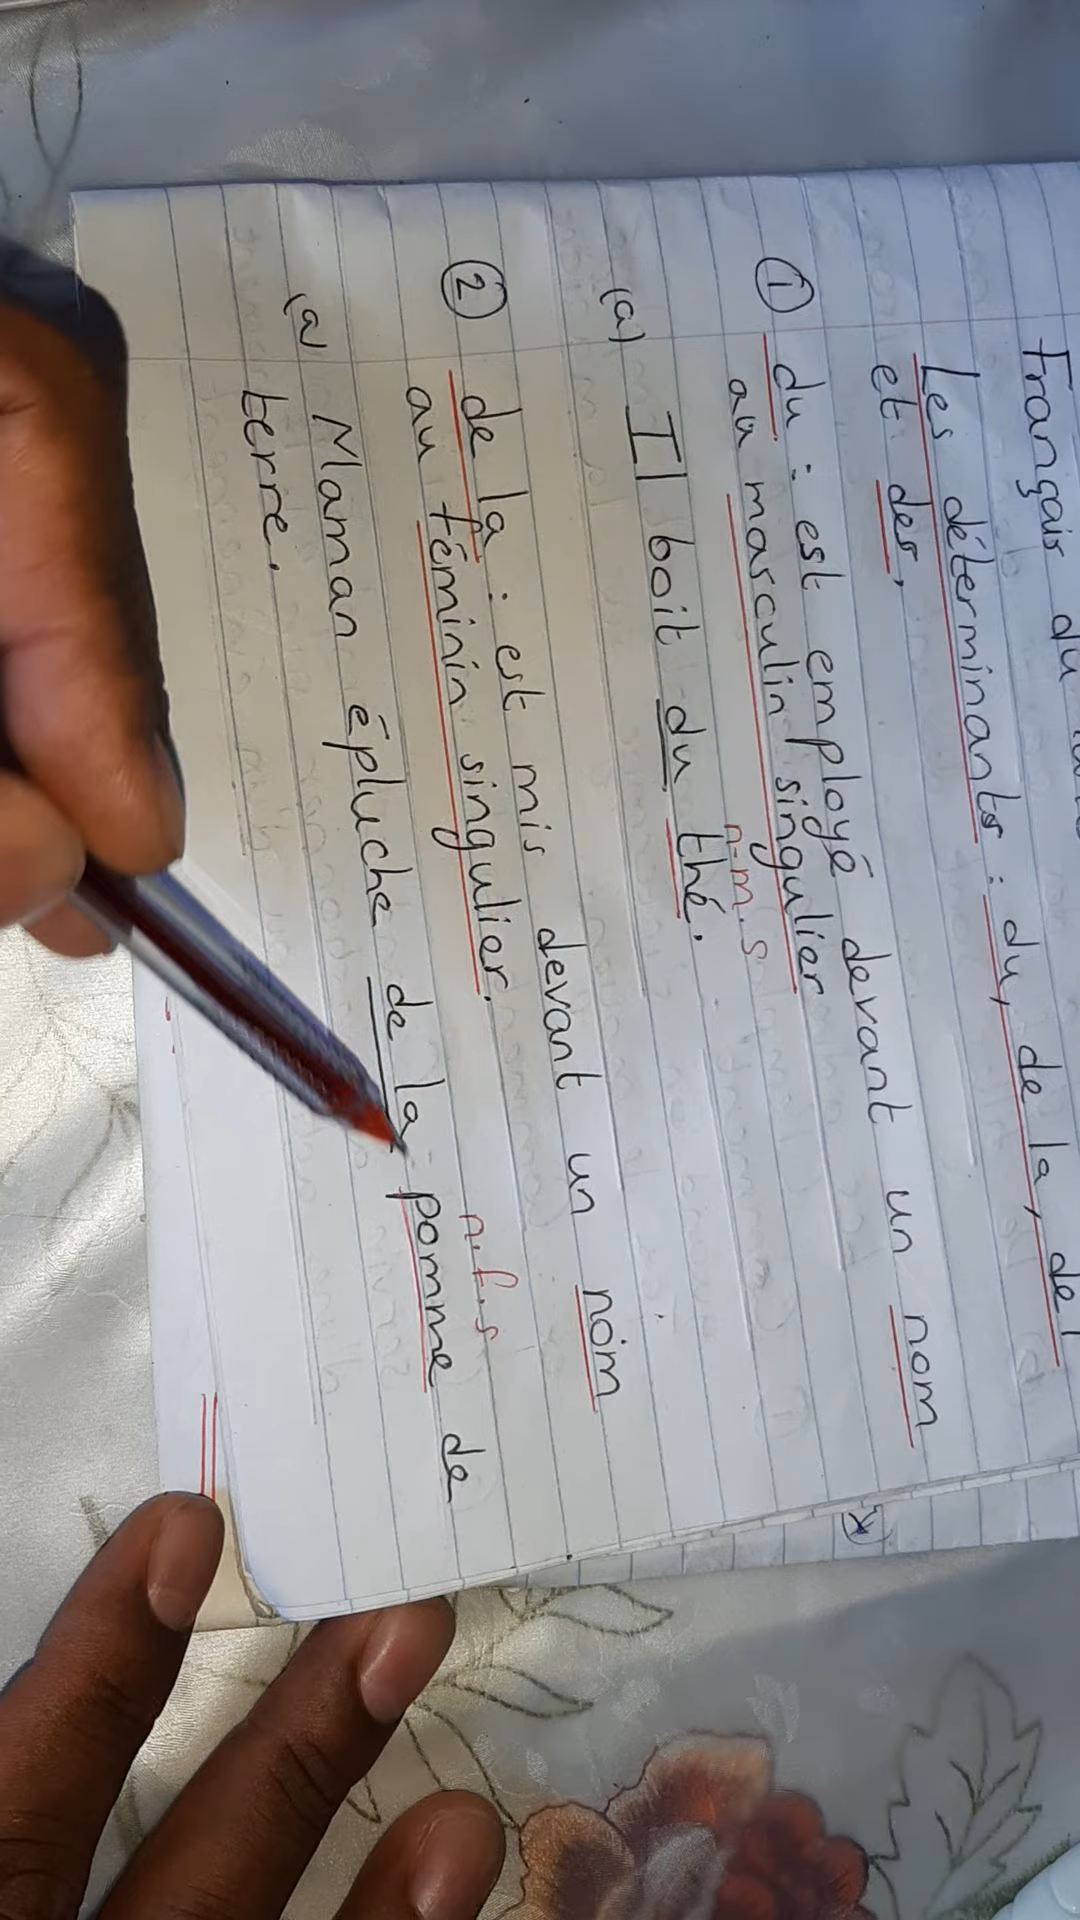 Français du
Les déterminants : du, de la, de l
et des.
① du : est employé devant un nom
au masculin singulier
n.m.s
(a) Il boit du thé.
② de la : est mis devant un nom
au féminin singulier.
n.f.s
(a) Maman épluche de la pomme de
terre.